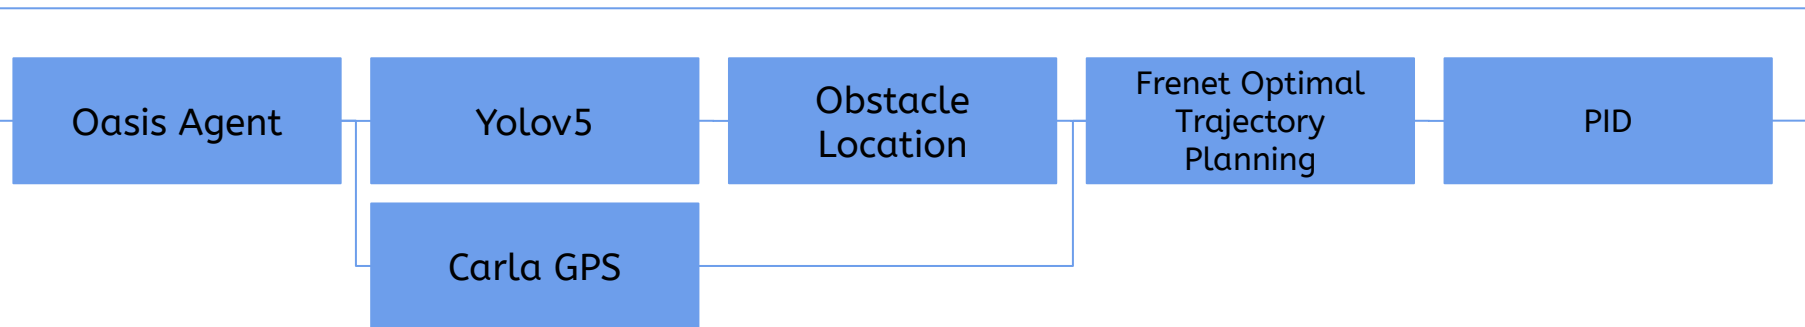 Oasis Agent
Yolov5
Obstacle
Location
Frenet Optimal
Trajectory
Planning
PID
Carla GPS